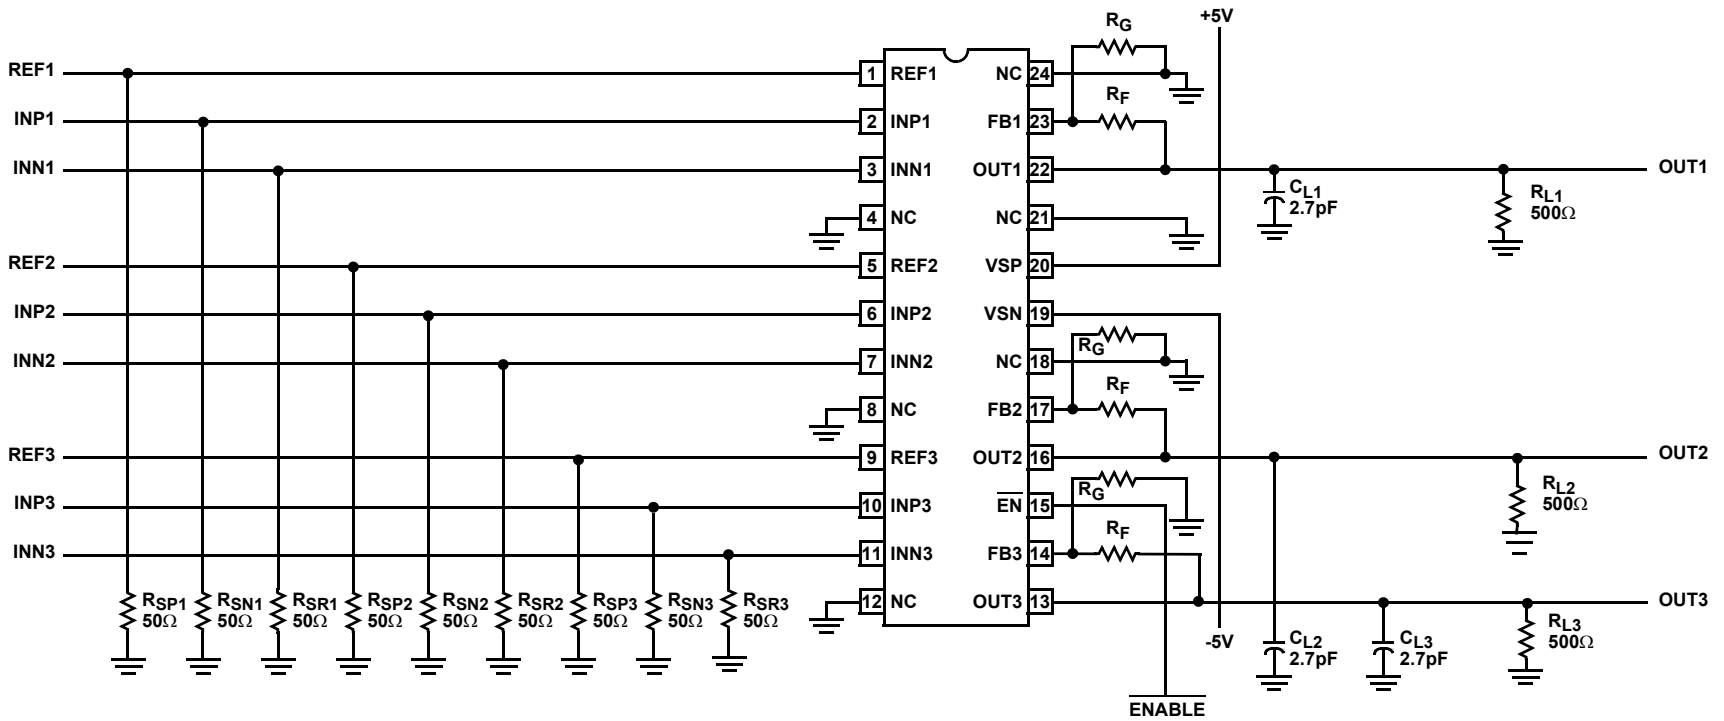 REF1
INP1
INN1
REF2
INP2
INN2
REF3
INP3
INN3
RSP1
50Ω
RSN1
50Ω
RSR1
50Ω
RSP2
50Ω
RSN2
50Ω
RSR2
50Ω
RSP3
50Ω
RSN3
50Ω
RSR3
50Ω
1 REF1
2 INP1
3 INN1
4 NC
5 REF2
6 INP2
7 INN2
8 NC
9 REF3
10 INP3
11 INN3
12 NC
NC 24
FB1 23
OUT1 22
NC 21
VSP 20
VSN 19
NC 18
FB2 17
OUT2 16
EN 15
FB3 14
OUT3 13
RG
RF
+5V
RG
RF
RG
RF
-5V
ENABLE
CL1
2.7pF
RL1
500Ω
OUT1
OUT2
RL2
500Ω
OUT3
CL2
2.7pF
CL3
2.7pF
RL3
500Ω